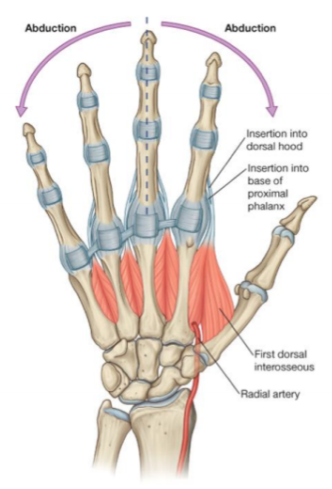 Abduction
Abduction
Insertion into
dorsal hood
Insertion into
base of
proximal
phalanx
First dorsal
interosseous
Radial artery